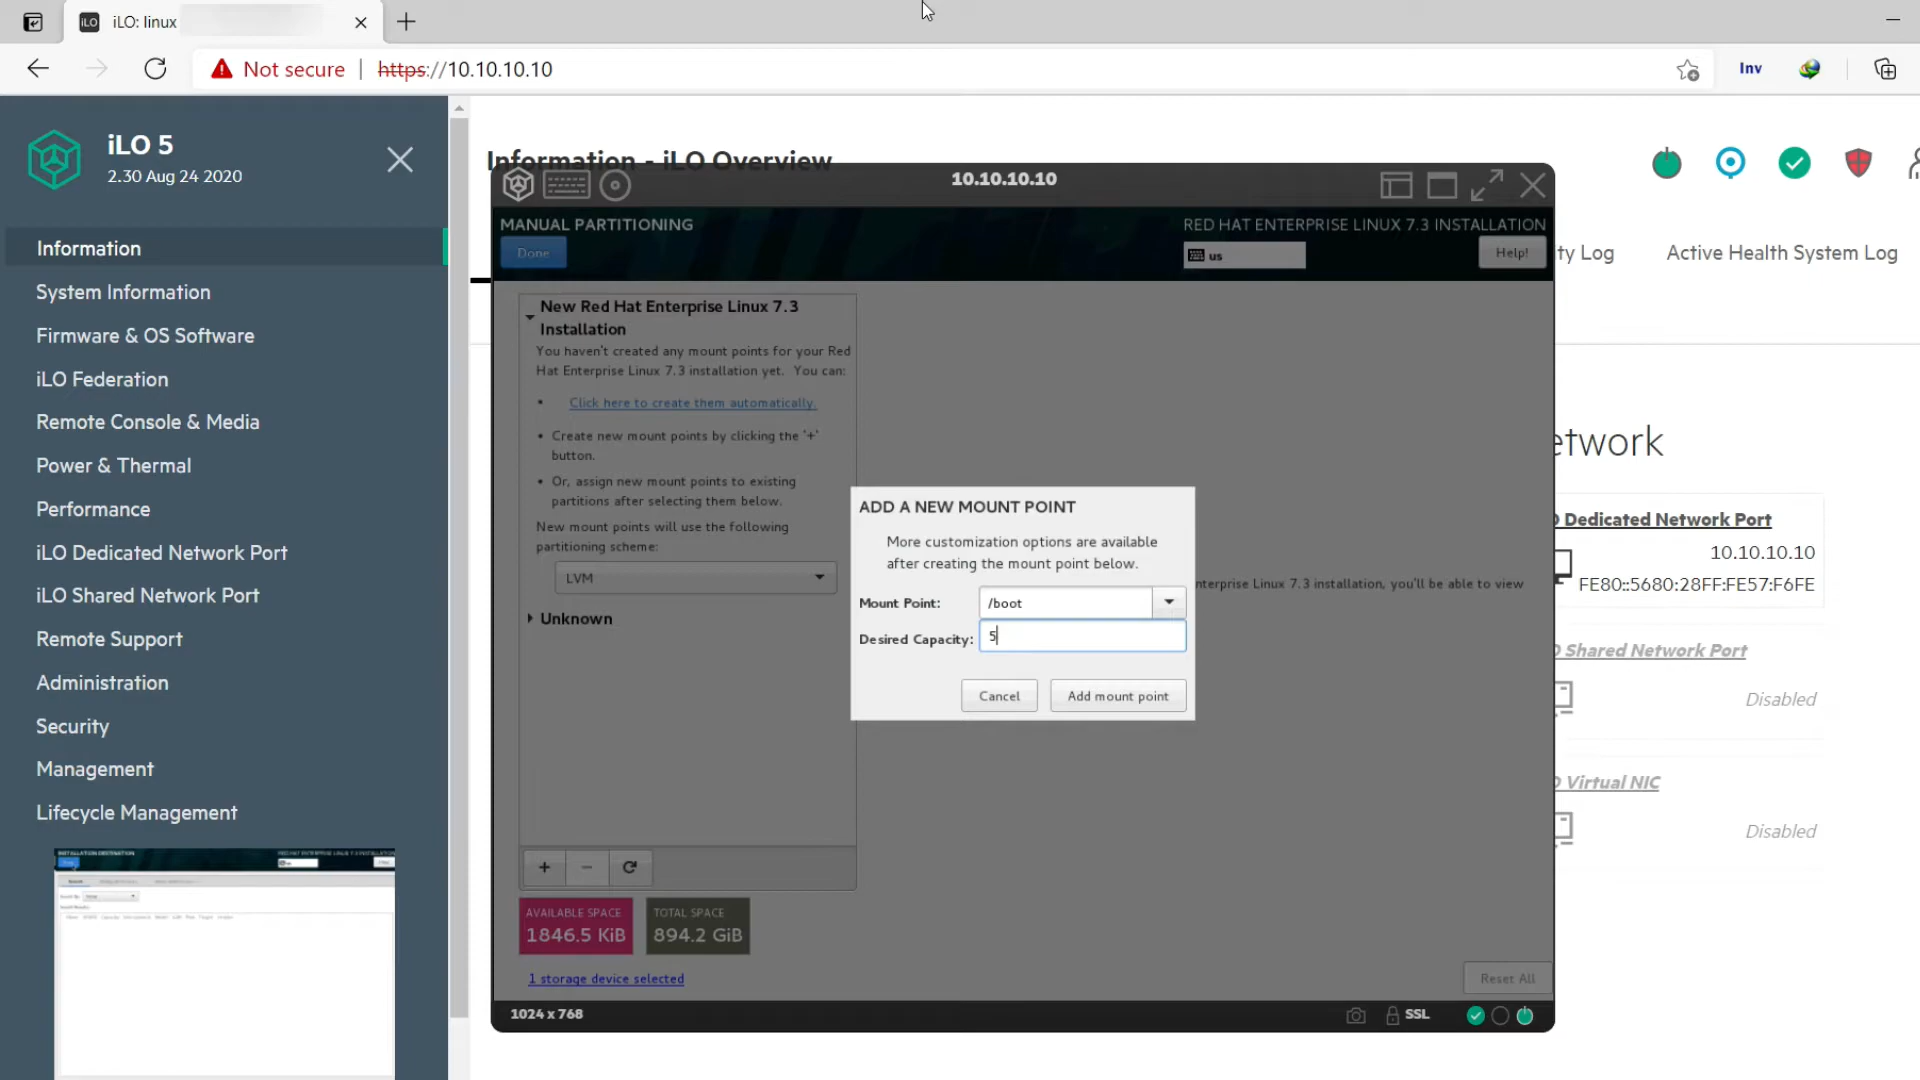 iLO: linux
Not secure
https://10.10.10.10
Inv
iLO 5
2.30 Aug 24 2020
Information
System Information
Firmware & OS Software
iLO Federation
Remote Console & Media
Power & Thermal
Performance
iLO Dedicated Network Port
iLO Shared Network Port
Remote Support
Administration
Security
Management
Lifecycle Management
INSTALLATION DESTINATION
Information - iLO Overview
ty Log
Active Health System Log
10.10.10.10
MANUAL PARTITIONING
Done
RED HAT ENTERPRISE LINUX 7.3 INSTALLATION
us
Help!
New Red Hat Enterprise Linux 7.3
Installation
You haven't created any mount points for your Red
Hat Enterprise Linux 7.3 installation yet. You can:
• Click here to create them automatically.
• Create new mount points by clicking the '+'
button.
• Or, assign new mount points to existing
partitions after selecting them below.
New mount points will use the following
partitioning scheme:
LVM
Unknown
+ -
AVAILABLE SPACE
1846.5 KiB
TOTAL SPACE
894.2 GiB
1 storage device selected
nterprise Linux 7.3 installation, you'll be able to view
ADD A NEW MOUNT POINT
More customization options are available
after creating the mount point below.
Mount Point: /boot
Desired Capacity: 5
Cancel
Add mount point
Reset All
1024 x 768
SSL
etwork
Dedicated Network Port
10.10.10.10
FE80::5680:28FF:FE57:F6FE
Shared Network Port
Disabled
Virtual NIC
Disabled